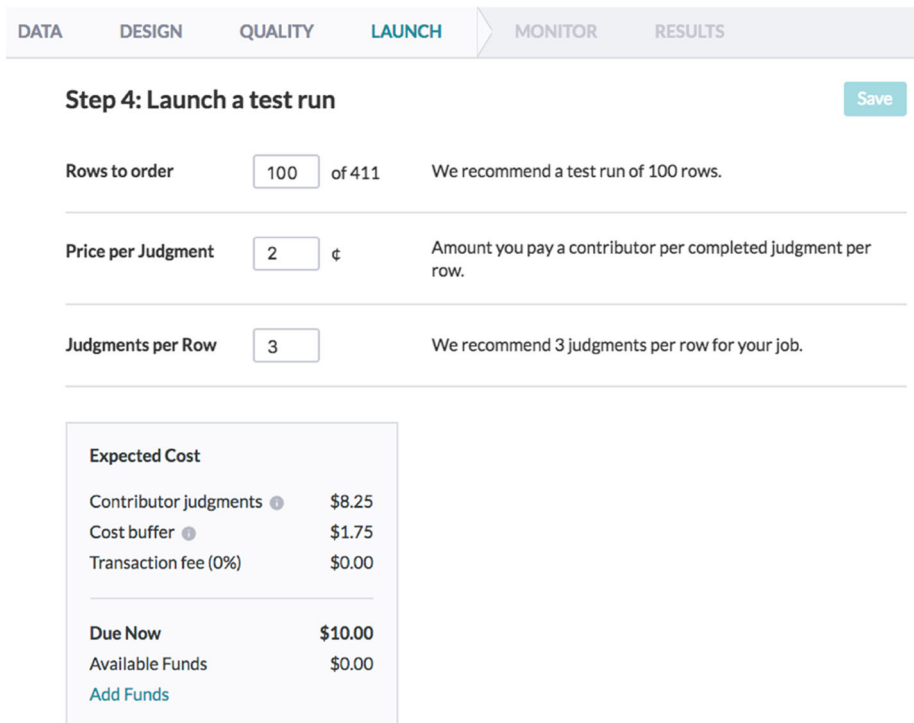 DATA DESIGN QUALITY LAUNCH MONITOR RESULTS
Step 4: Launch a test run Save
Rows to order 100 of 411 We recommend a test run of 100 rows.
Price per Judgment 2 ¢ Amount you pay a contributor per completed judgment per
row.
Judgments per Row 3 We recommend 3 judgments per row for your job.
Expected Cost
Contributor judgments $8.25
Cost buffer $1.75
Transaction fee (0%) $0.00
Due Now $10.00
Available Funds $0.00
Add Funds